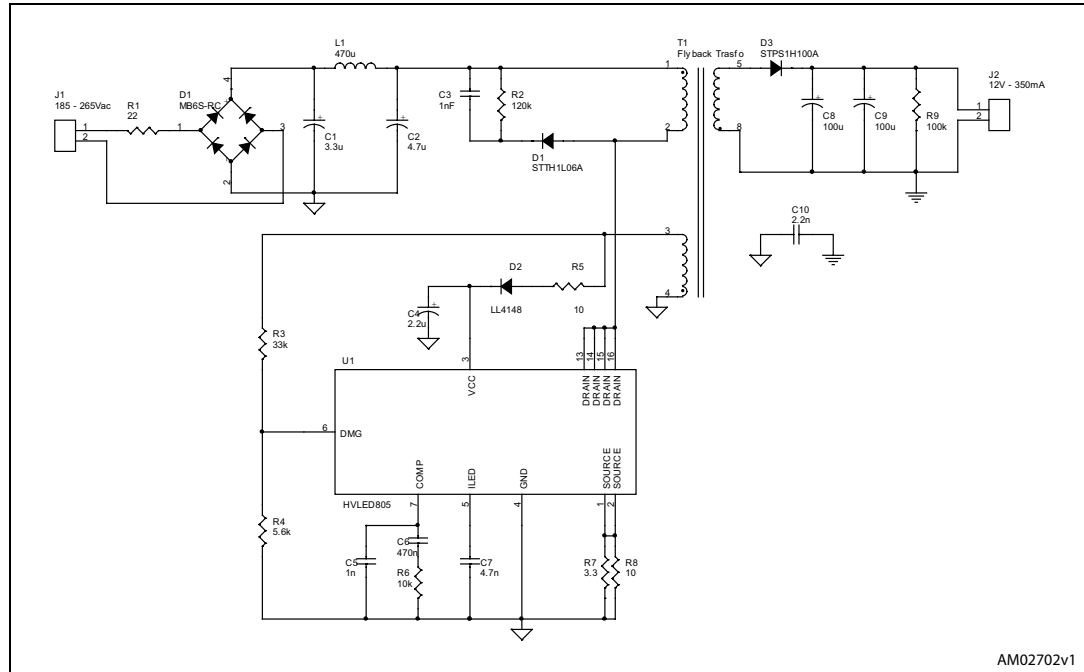 J1
185 - 265Vac
1
2
R1
22
D1
MB6S-RC
1
4
3
2
L1
470u
C1
3.3u
C2
4.7u
C3
1nF
R2
120k
D1
STTH1L06A
T1
Flyback Trasfo
1
2
5
8
3
4
D3
STPS1H100A
C8
100u
C9
100u
R9
100k
J2
12V - 350mA
1
2
C10
2.2n
D2
LL4148
R5
10
C4
2.2u
R3
33k
R4
5.6k
U1
3
VCC
13
14
15
16
DRAIN
DRAIN
DRAIN
DRAIN
6
DMG
COMP
ILED
GND
SOURCE
SOURCE
HVLED805
7
5
4
1
2
C5
1n
C6
470n
R6
10k
C7
4.7n
R7
3.3
R8
10
AM02702v1